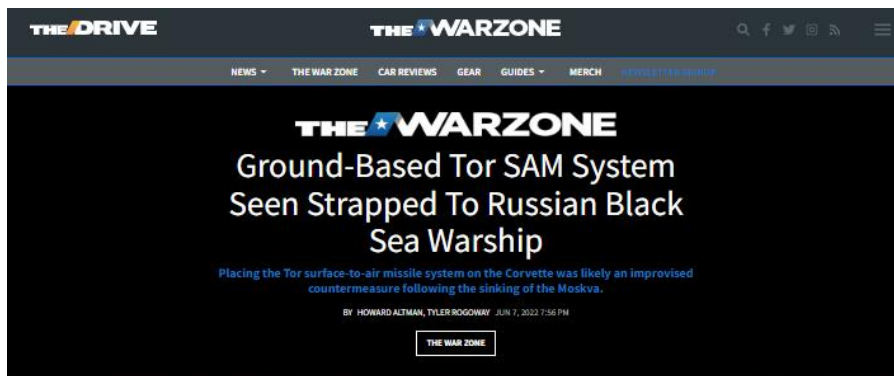 THE DRIVE
THE WARZONE
NEWS THE WAR ZONE CAR REVIEWS GEAR GUIDES MERCH NEWSLETTER SIGNUP
THE WARZONE
Ground-Based Tor SAM System
Seen Strapped To Russian Black
Sea Warship
Placing the Tor surface-to-air missile system on the Corvette was likely an improvised
countermeasure following the sinking of the Moskva.
BY HOWARD ALTMAN, TYLER ROGOWAY JUN 7, 2022 7:56 PM
THE WAR ZONE